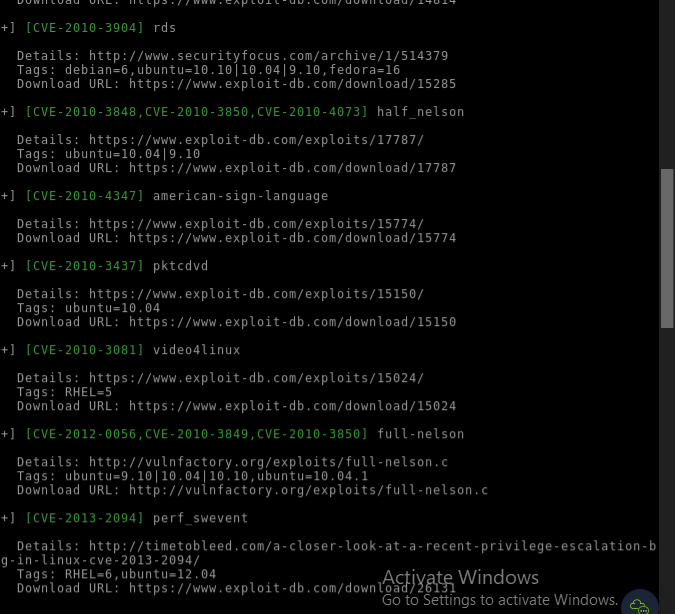 Download URL: https://www.exploit-db.com/download/14814
+] [CVE-2010-3904] rds
Details: http://www.securityfocus.com/archive/1/514379
Tags: debian=6,ubuntu=10.10|10.04|9.10,fedora=16
Download URL: https://www.exploit-db.com/download/15285
+] [CVE-2010-3848,CVE-2010-3850,CVE-2010-4073] half_nelson
Details: https://www.exploit-db.com/exploits/17787/
Tags: ubuntu=10.04|9.10
Download URL: https://www.exploit-db.com/download/17787
+] [CVE-2010-4347] american-sign-language
Details: https://www.exploit-db.com/exploits/15774/
Download URL: https://www.exploit-db.com/download/15774
+] [CVE-2010-3437] pktcdvd
Details: https://www.exploit-db.com/exploits/15150/
Tags: ubuntu=10.04
Download URL: https://www.exploit-db.com/download/15150
+] [CVE-2010-3081] video4linux
Details: https://www.exploit-db.com/exploits/15024/
Tags: RHEL=5
Download URL: https://www.exploit-db.com/download/15024
+] [CVE-2012-0056,CVE-2010-3849,CVE-2010-3850] full-nelson
Details: http://vulnfactory.org/exploits/full-nelson.c
Tags: ubuntu=9.10|10.04|10.10,ubuntu=10.04.1
Download URL: http://vulnfactory.org/exploits/full-nelson.c
+] [CVE-2013-2094] perf_swevent
Details: http://timetobleed.com/a-closer-look-at-a-recent-privilege-escalation-b
g-in-linux-cve-2013-2094/
Tags: RHEL=6,ubuntu=12.04
Download URL: https://www.exploit-db.com/download/26131
Activate Windows
Go to Settings to activate Windows.